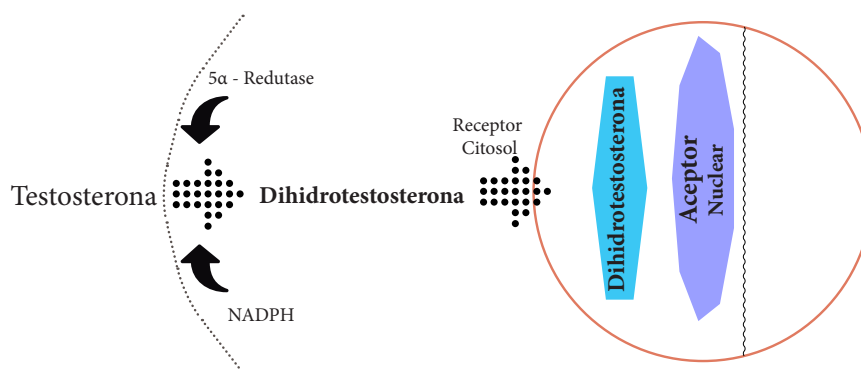 5α - Redutase
Testosterona
NADPH
Dihidrotestosterona
Receptor
Citosol
Dihidrotestosterona
Aceptor
Nuclear